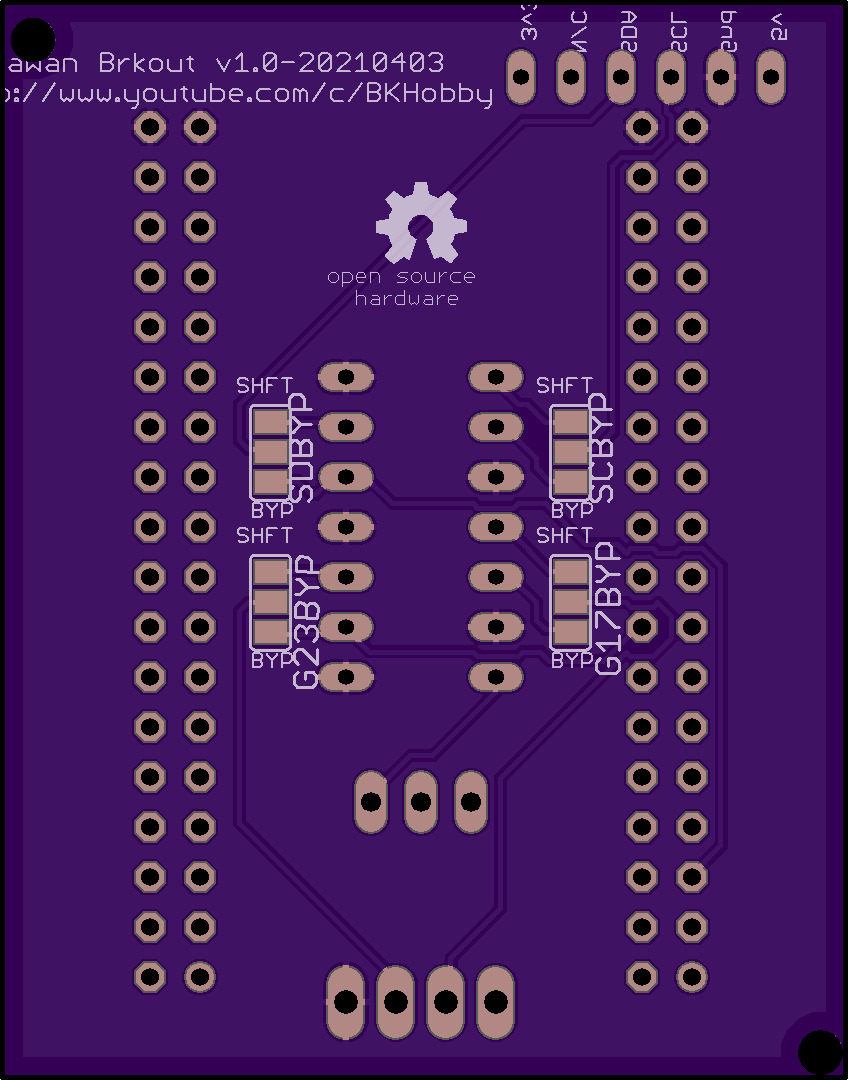 3v3
N/C
SDA
SCL
gnd
5v
awan Brkout v1.0-20210403
://www.youtube.com/c/BKHobby
open source
hardware
SHFT
SDBYP
BYP
SHFT
SCBYP
BYP
SHFT
G23BYP
BYP
SHFT
G17BYP
BYP